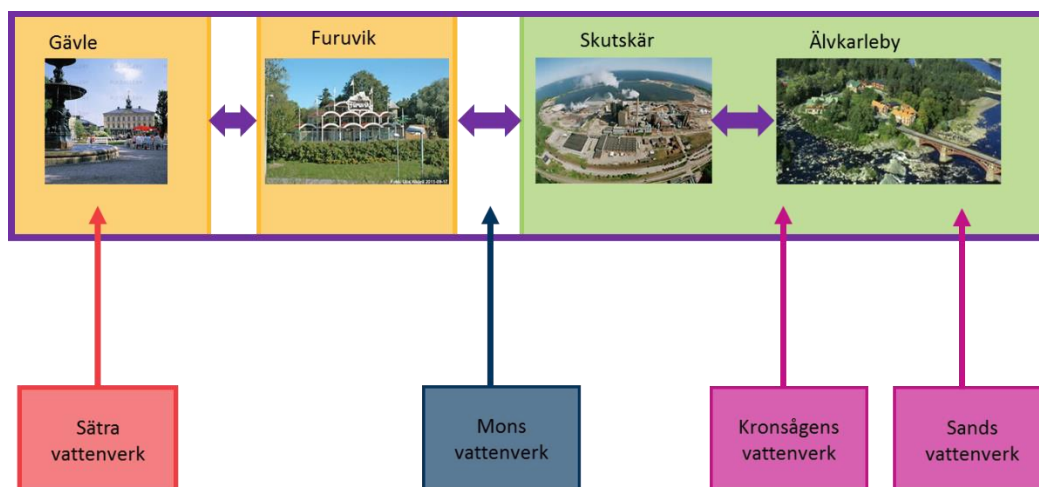 Gävle
Furuvik
Skutskär
Älvkarleby
Sätra
vattenverk
Mons
vattenverk
Kronsågens
vattenverk
Sands
vattenverk